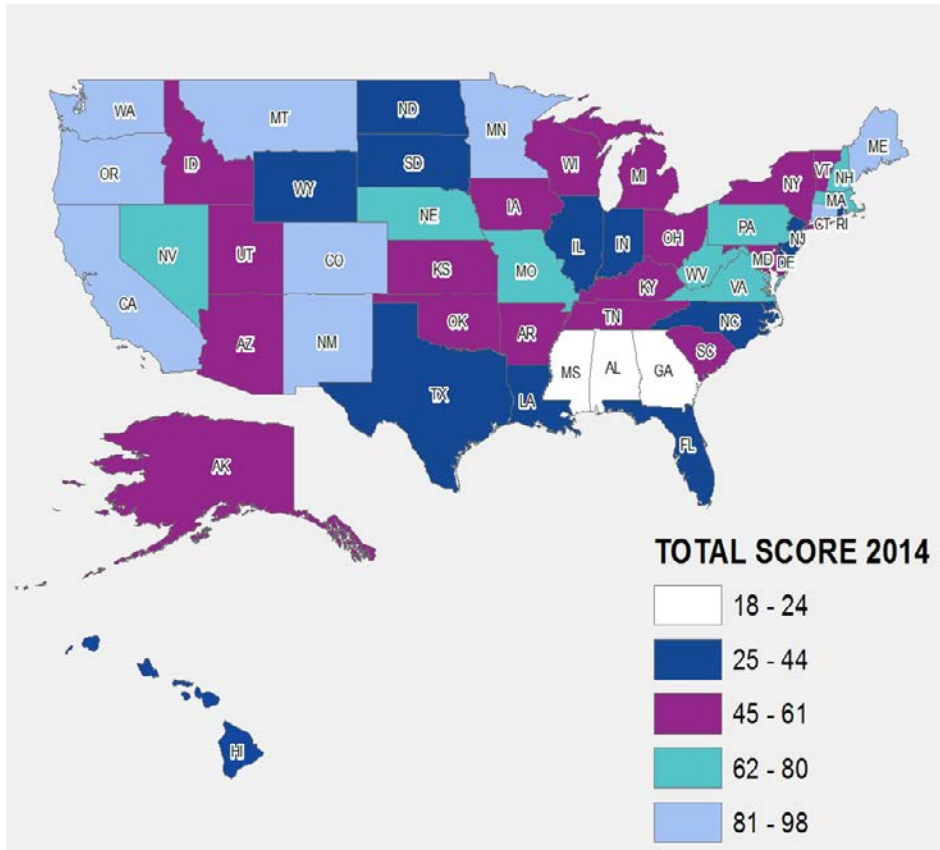 WA
MT
ND
MN
ME
OR
ID
SD
WI
VT
NH
WY
MI
NY
MA
IA
CT
RI
NE
PA
NJ
NV
IL
IN
OH
UT
CO
MD
DE
KS
MO
WV
VA
CA
KY
OK
TN
NC
AZ
NM
AR
SC
MS
AL
GA
TX
LA
FL
AK
HI
TOTAL SCORE 2014
18 - 24
25 - 44
45 - 61
62 - 80
81 - 98